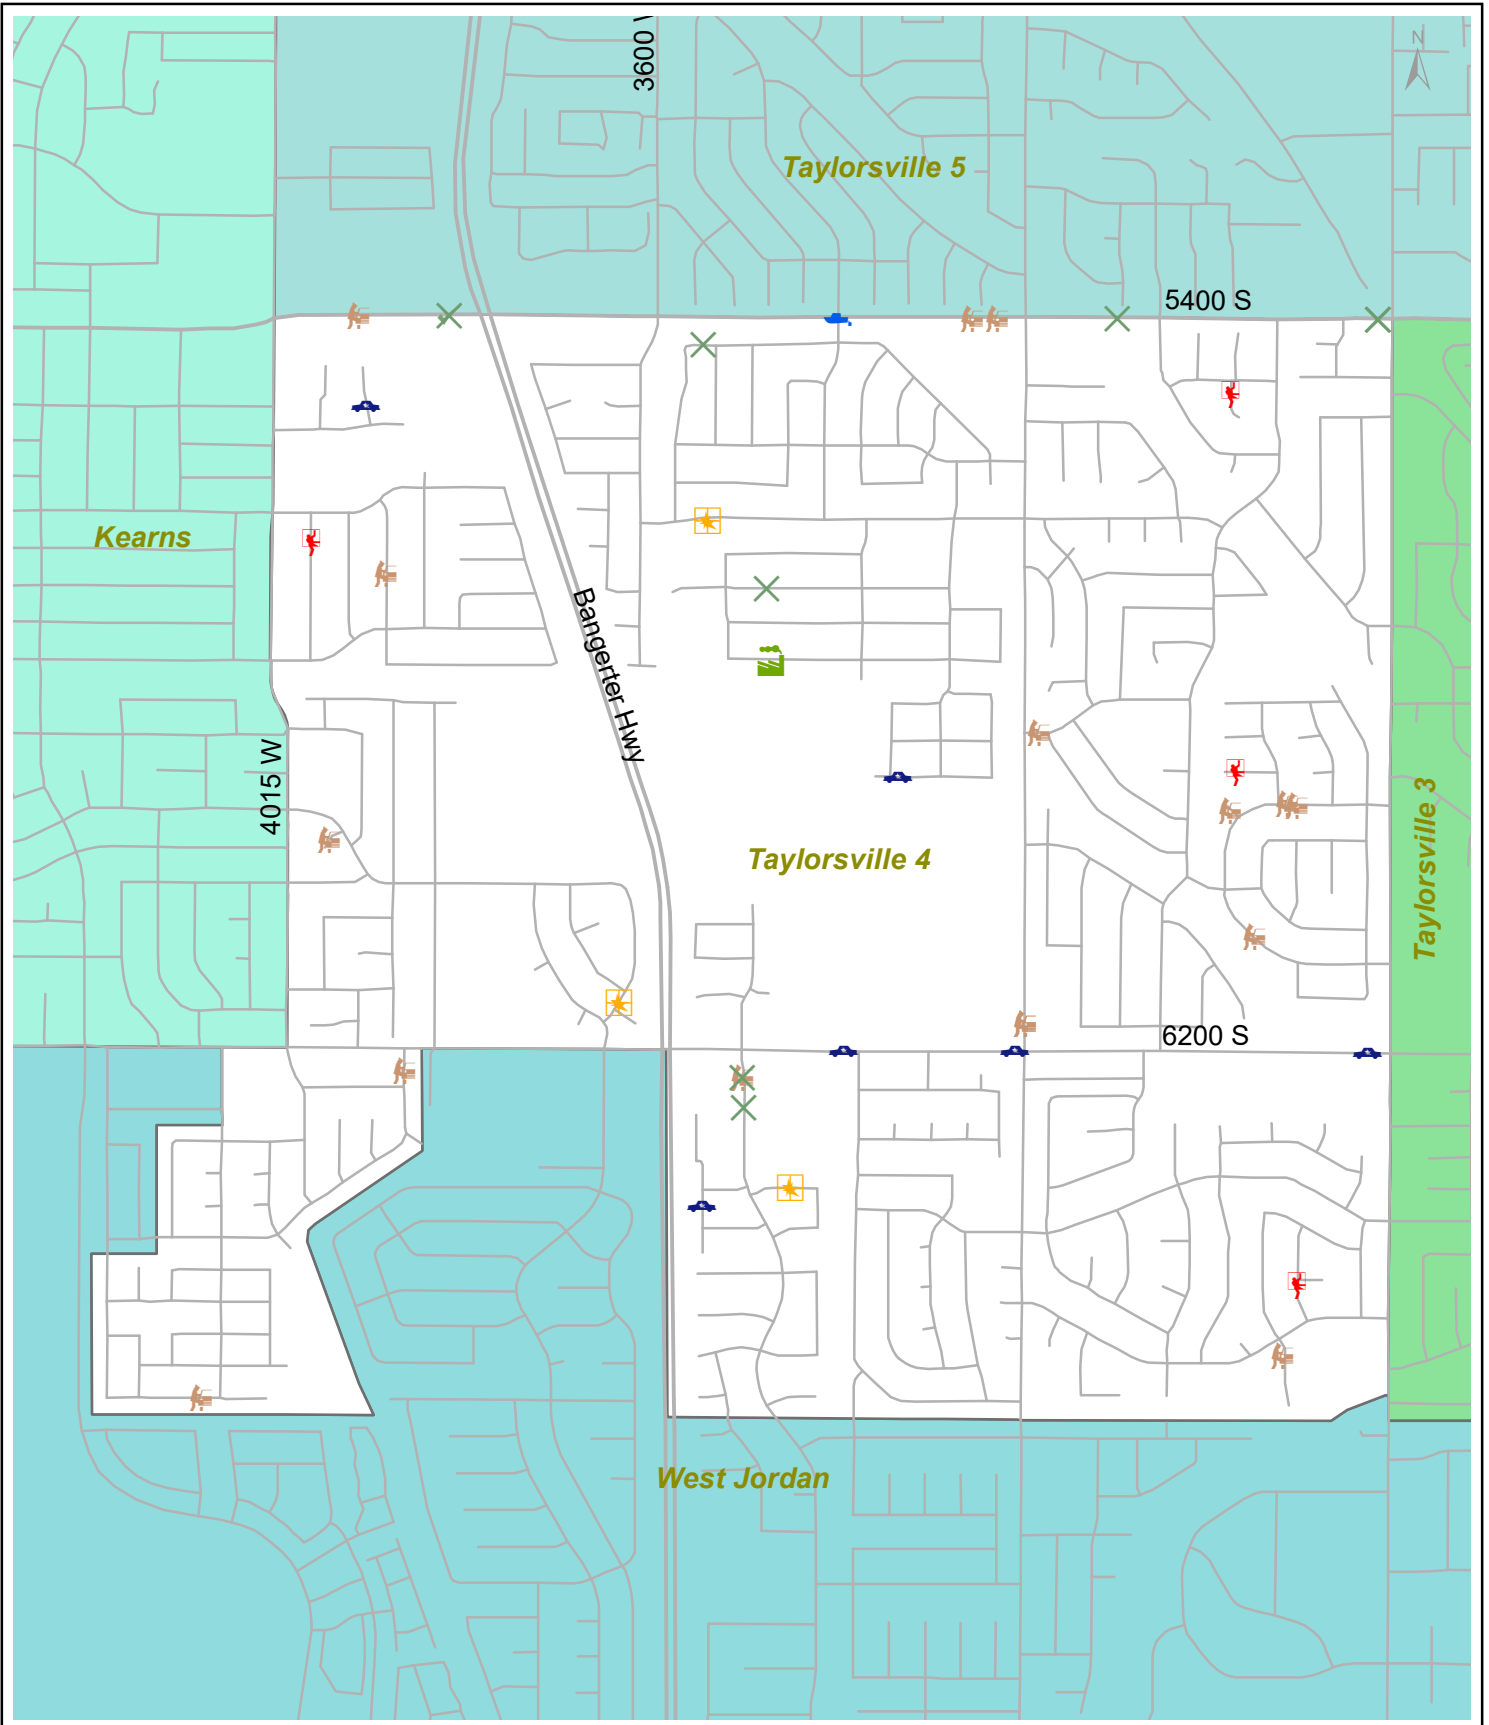 N
3600 W
Taylorsville 5
5400 S
Kearns
Bangerter Hwy
4015 W
Taylorsville 4
Taylorsville 3
6200 S
West Jordan